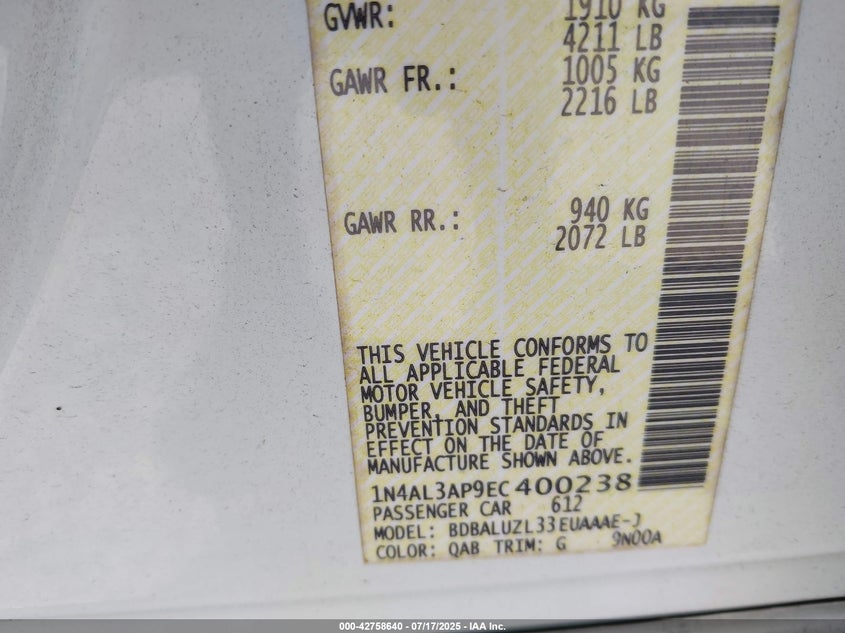 GVWR: 1910 KG
4211 LB
GAWR FR.: 1005 KG
2216 LB
GAWR RR.: 940 KG
2072 LB
THIS VEHICLE CONFORMS TO
ALL APPLICABLE FEDERAL
MOTOR VEHICLE SAFETY,
BUMPER, AND THEFT
PREVENTION STANDARDS IN
EFFECT ON THE DATE OF
MANUFACTURE SHOWN ABOVE.
1N4AL3AP9EC400238
PASSENGER CAR 612
MODEL: BDBALUZL33EUAAAE-J
COLOR: QAB TRIM: G 9N00A
000-42758640 - 07/17/2025 - IAA Inc.